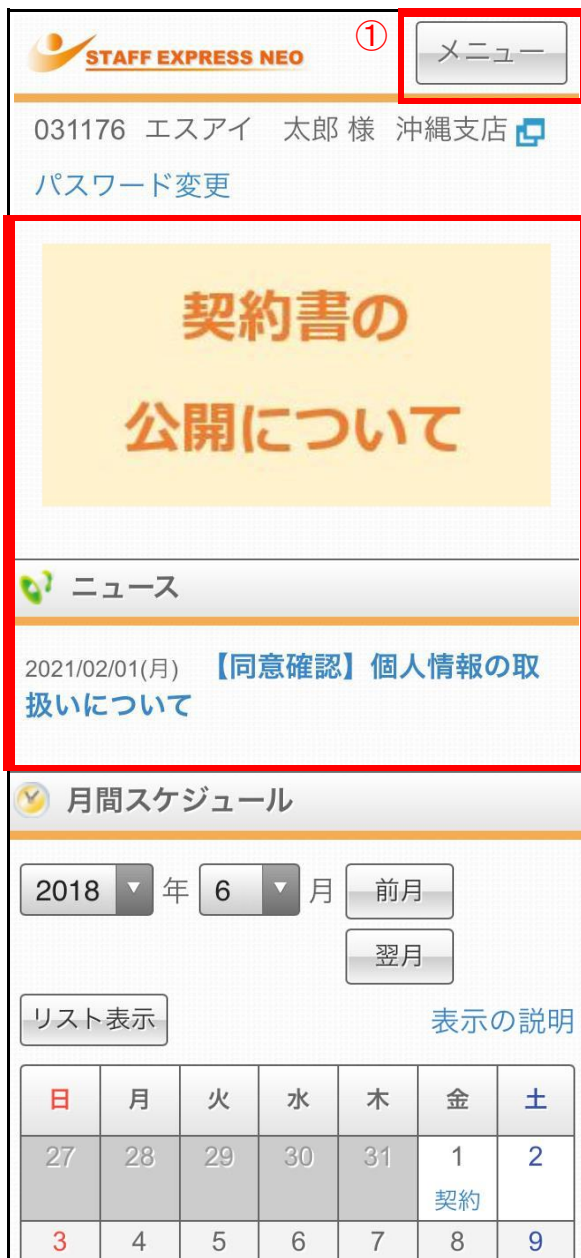 STAFF EXPRESS NEO
①
メニュー
031176 エスアイ 太郎 様 沖縄支店
パスワード変更
契約書の
公開について
ニュース
2021/02/01(月) 【同意確認】個人情報の取
扱いについて
月間スケジュール
2018 年 6 月 前月
翌月
リスト表示 表示の説明
日 月 火 水 木 金 土
27 28 29 30 31 1 2
契約
3 4 5 6 7 8 9